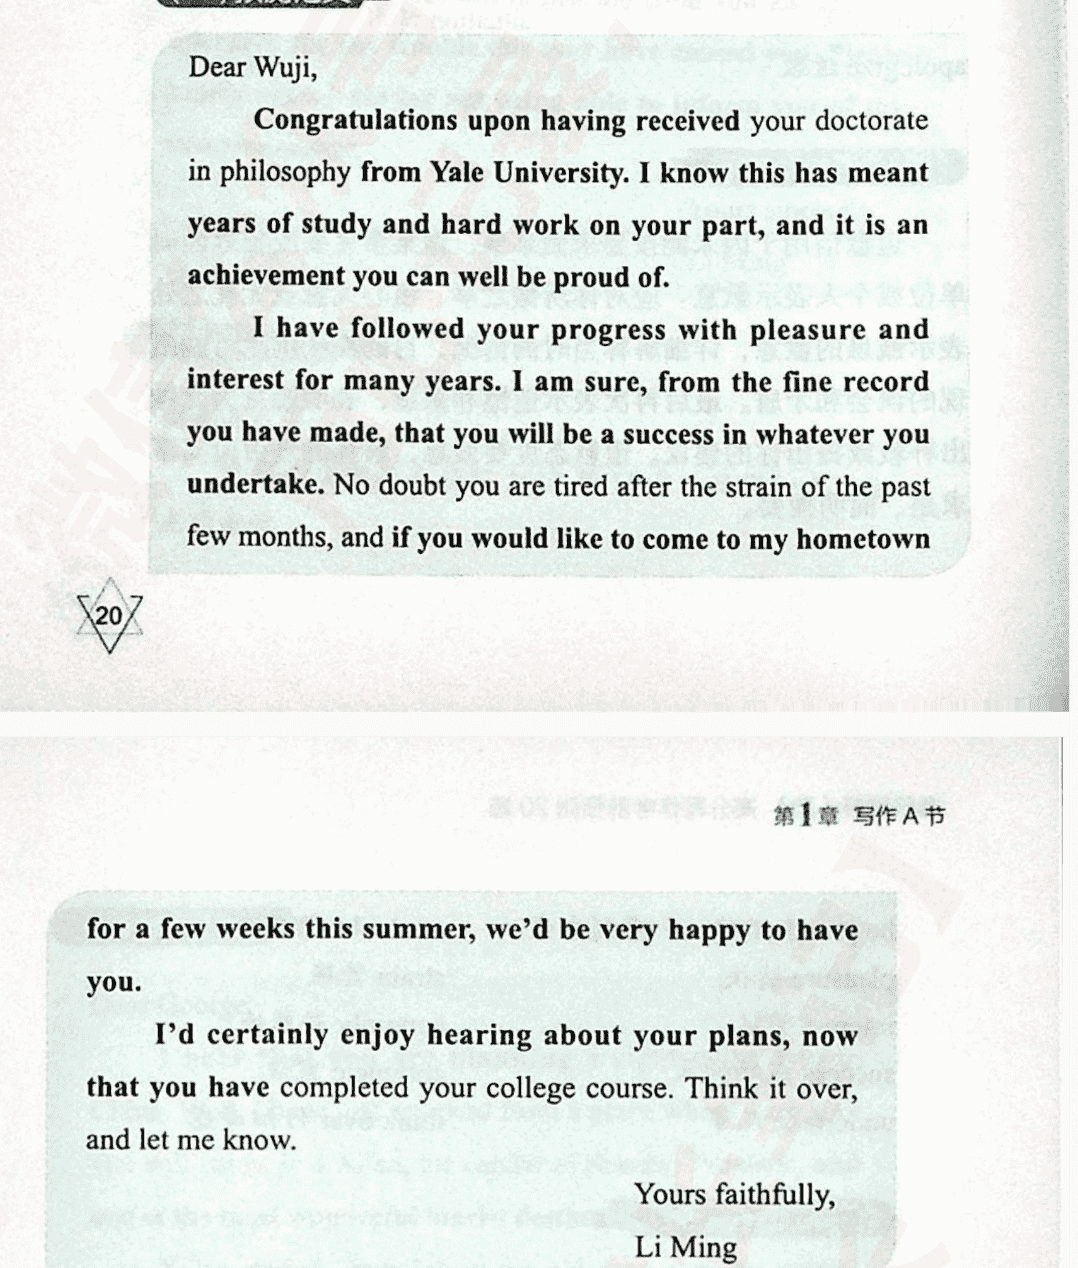 Dear Wuji,
Congratulations upon having received your doctorate
in philosophy from Yale University. I know this has meant
years of study and hard work on your part, and it is an
achievement you can well be proud of.
I have followed your progress with pleasure and
interest for many years. I am sure, from the fine record
you have made, that you will be a success in whatever you
undertake. No doubt you are tired after the strain of the past
few months, and if you would like to come to my hometown
20
第1章 写作A节
for a few weeks this summer, we'd be very happy to have
you.
I'd certainly enjoy hearing about your plans, now
that you have completed your college course. Think it over,
and let me know.
Yours faithfully,
Li Ming